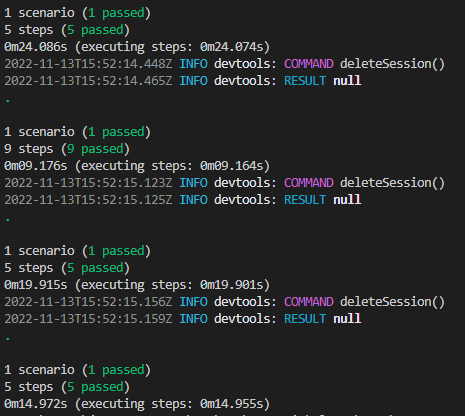 1 scenario (1 passed)
5 steps (5 passed)
0m24.086s (executing steps: 0m24.074s)
2022-11-13T15:52:14.448Z INFO devtools: COMMAND deleteSession()
2022-11-13T15:52:14.465Z INFO devtools: RESULT null
.
1 scenario (1 passed)
9 steps (9 passed)
0m09.176s (executing steps: 0m09.164s)
2022-11-13T15:52:15.123Z INFO devtools: COMMAND deleteSession()
2022-11-13T15:52:15.125Z INFO devtools: RESULT null
.
1 scenario (1 passed)
5 steps (5 passed)
0m19.915s (executing steps: 0m19.901s)
2022-11-13T15:52:15.156Z INFO devtools: COMMAND deleteSession()
2022-11-13T15:52:15.159Z INFO devtools: RESULT null
.
1 scenario (1 passed)
5 steps (5 passed)
0m14.972s (executing steps: 0m14.955s)